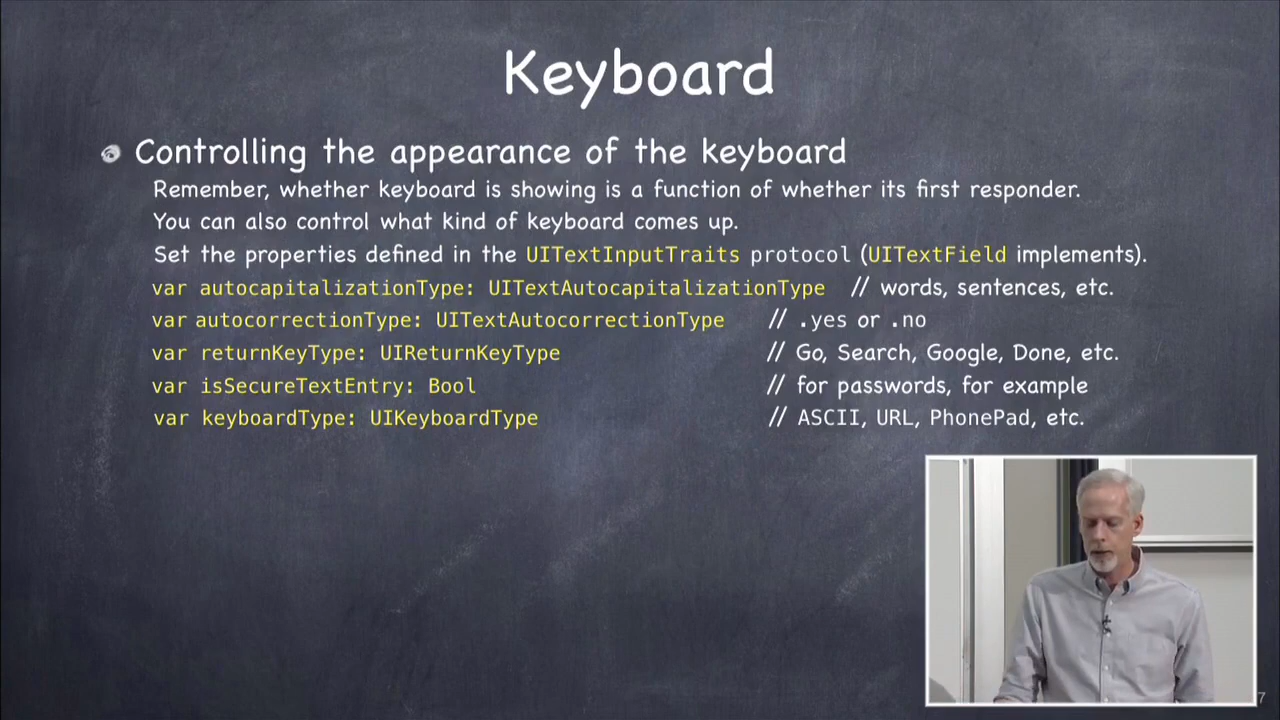 Keyboard
Controlling the appearance of the keyboard
Remember, whether keyboard is showing is a function of whether its first responder.
You can also control what kind of keyboard comes up.
Set the properties defined in the UITextInputTraits protocol (UITextField implements).
var autocapitalizationType: UITextAutocapitalizationType // words, sentences, etc.
var autocorrectionType: UITextAutocorrectionType // .yes or .no
var returnKeyType: UIReturnKeyType // Go, Search, Google, Done, etc.
var isSecureTextEntry: Bool // for passwords, for example
var keyboardType: UIKeyboardType // ASCII, URL, PhonePad, etc.